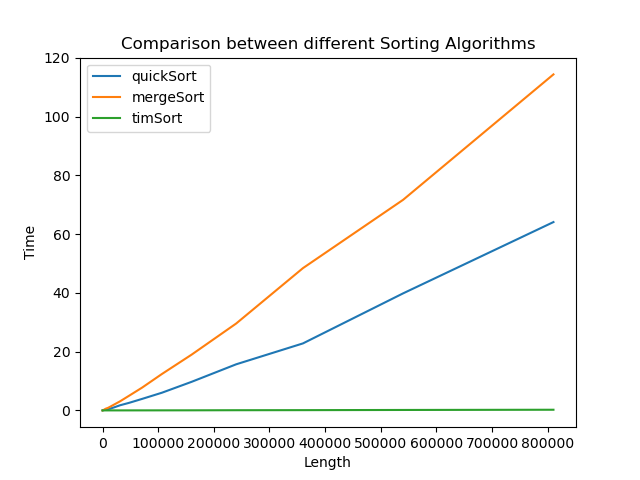 Comparison between different Sorting Algorithms
quickSort
mergeSort
timSort
120
100
80
60
40
20
0
Time
0 100000 200000 300000 400000 500000 600000 700000 800000
Length